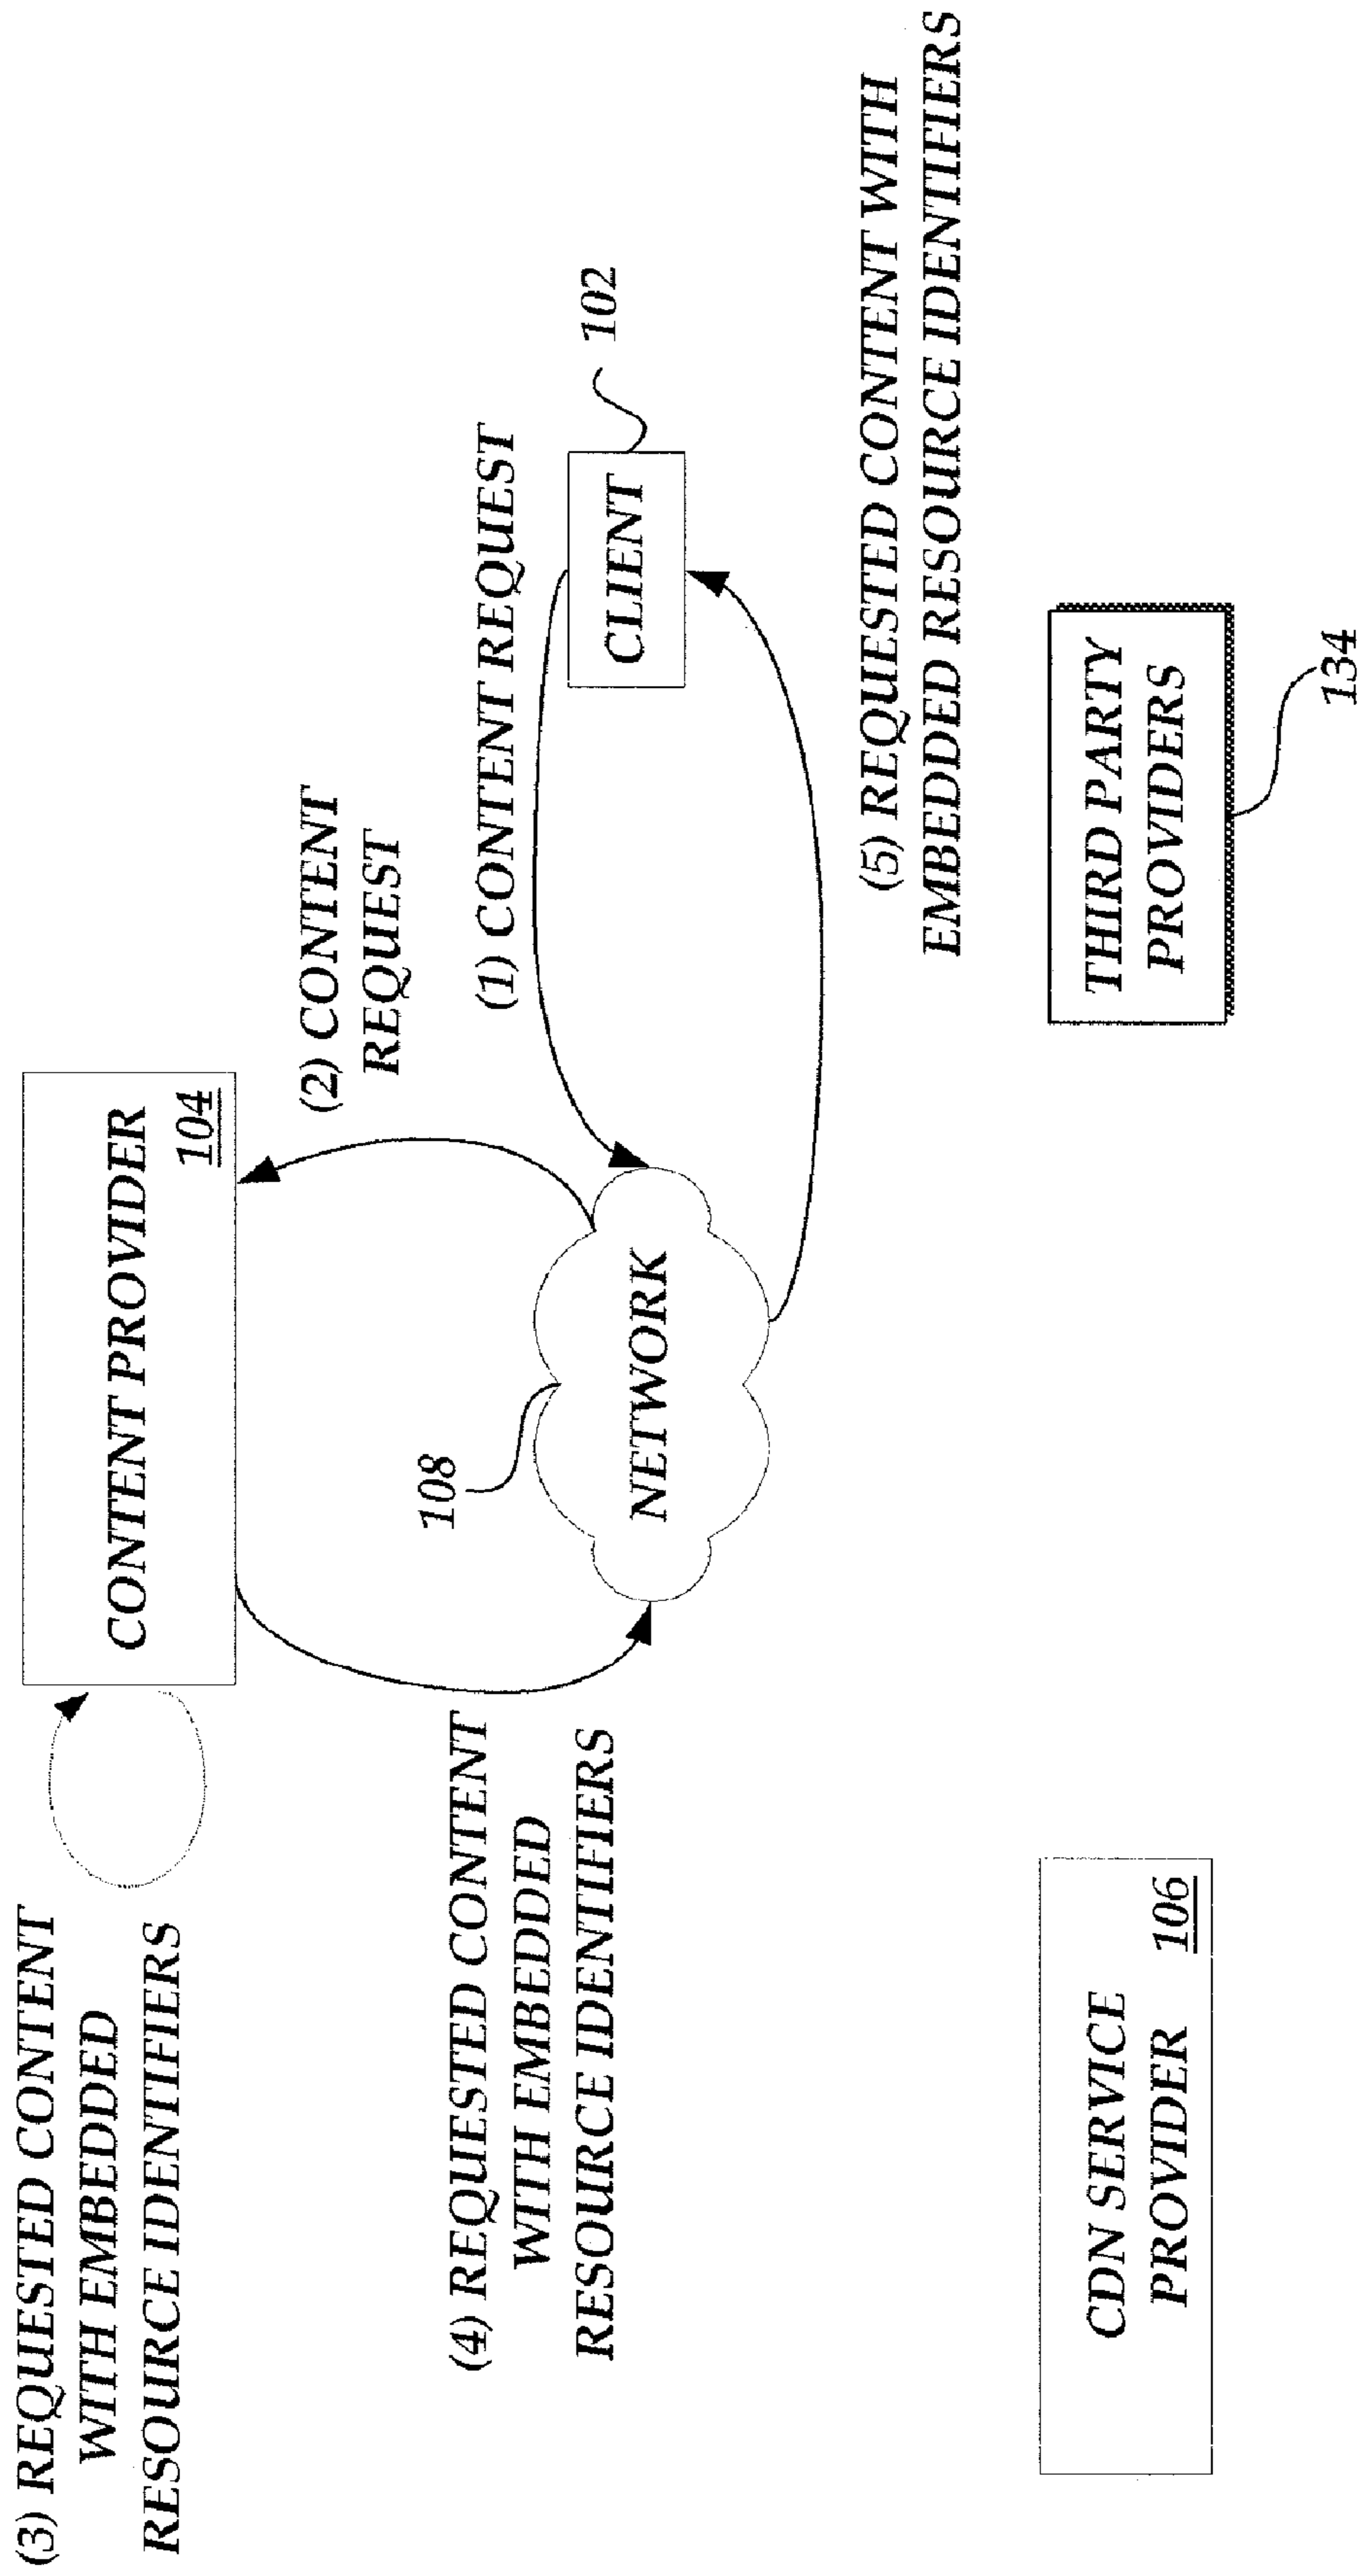 (3) REQUESTED CONTENT
WITH EMBEDDED
RESOURCE IDENTIFIERS
CONTENT PROVIDER
104
(2) CONTENT
REQUEST
(1) CONTENT REQUEST
(4) REQUESTED CONTENT
WITH EMBEDDED
RESOURCE IDENTIFIERS
108
NETWORK
CLIENT
102
(5) REQUESTED CONTENT WITH
EMBEDDED RESOURCE IDENTIFIERS
CDN SERVICE
PROVIDER
106
THIRD PARTY
PROVIDERS
134